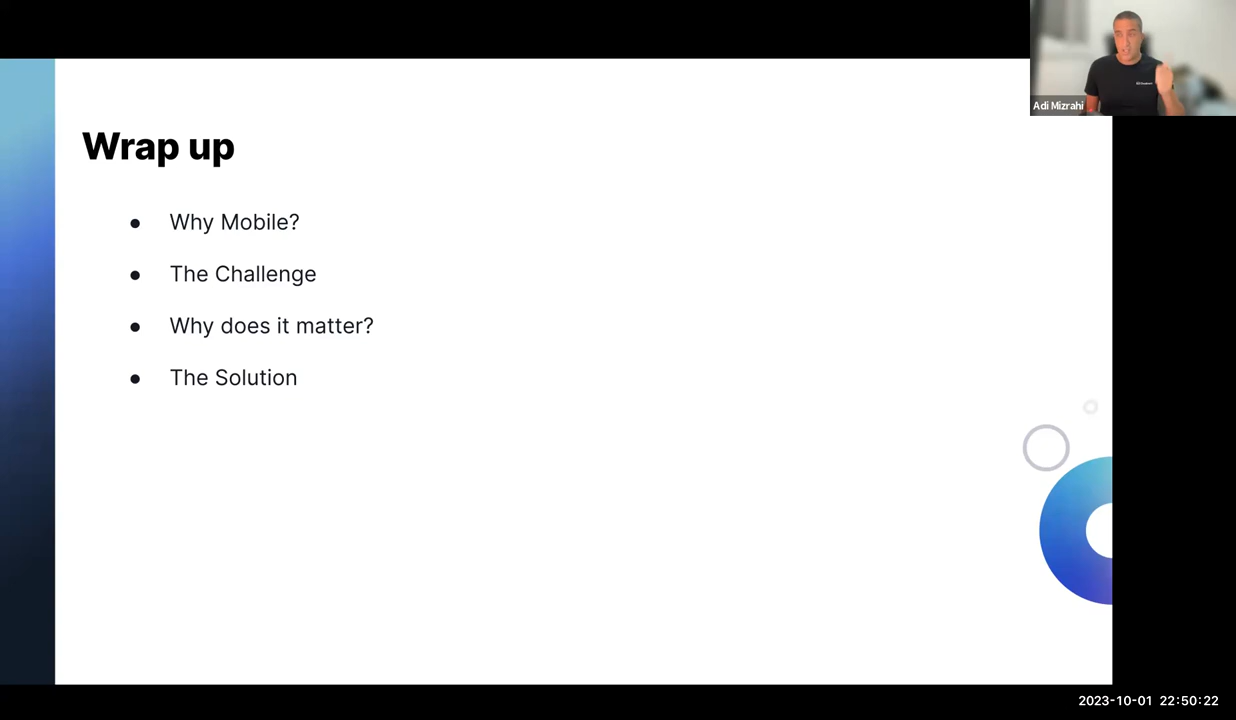 Adi Mizrahi
Wrap up
● Why Mobile?
● The Challenge
● Why does it matter?
● The Solution
2023-10-01 22:50:22